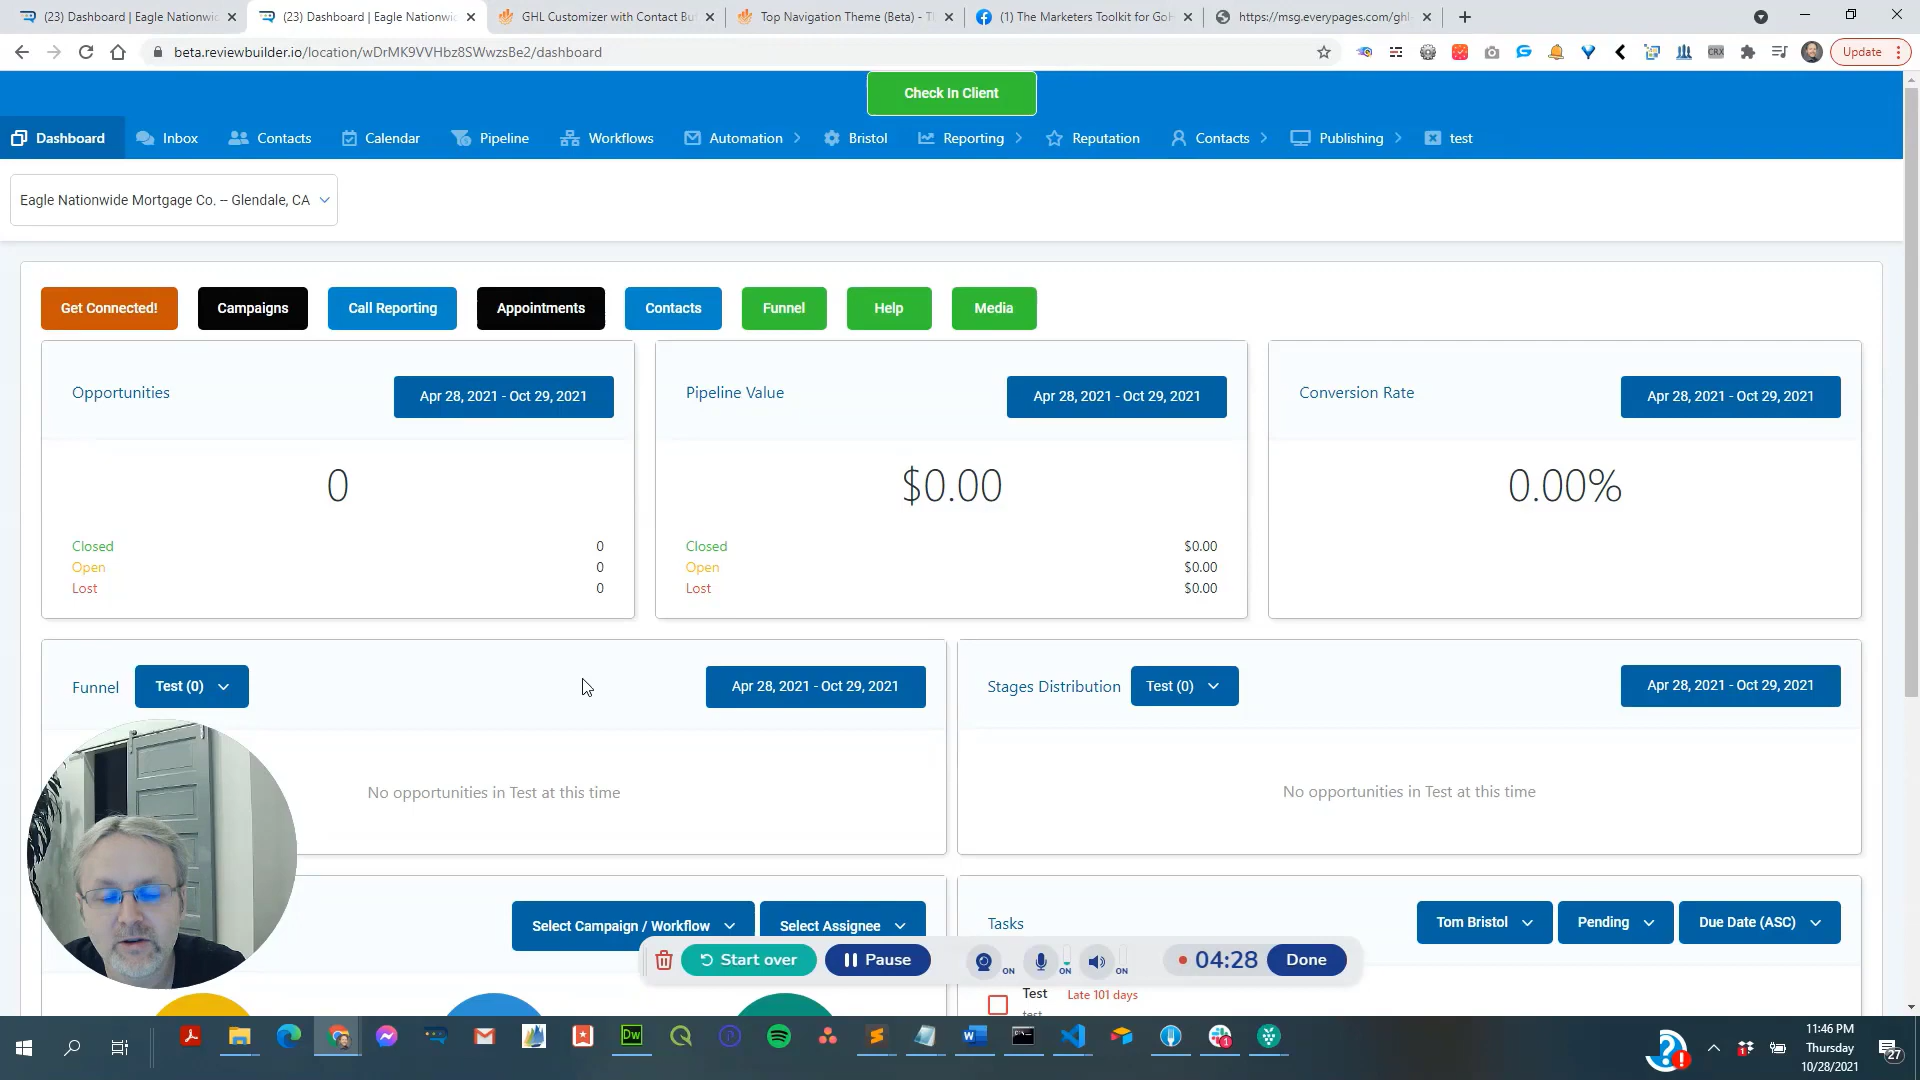 (23) Dashboard | Eagle Nationwi
(23) Dashboard | Eagle Nationwi
GHL Customizer with Contact Bu
Top Navigation Theme (Beta) - T
(1) The Marketers Toolkit for GoH
https://msg.everypages.com/ghl
beta.reviewbuilder.io/location/wDrMK9VVHbz8SWwzsBe2/dashboard
CRX
Update
Check In Client
Dashboard
Inbox
Contacts
Calendar
Pipeline
Workflows
Automation
Bristol
Reporting
Reputation
Contacts
Publishing
test
Eagle Nationwide Mortgage Co. -- Glendale, CA
Get Connected!
Campaigns
Call Reporting
Appointments
Contacts
Funnel
Help
Media
Opportunities
Apr 28, 2021 - Oct 29, 2021
0
Closed 0
Open 0
Lost 0
Pipeline Value
Apr 28, 2021 - Oct 29, 2021
$0.00
Closed $0.00
Open $0.00
Lost $0.00
Conversion Rate
Apr 28, 2021 - Oct 29, 2021
0.00%
Funnel
Test (0)
Apr 28, 2021 - Oct 29, 2021
No opportunities in Test at this time
Stages Distribution
Test (0)
Apr 28, 2021 - Oct 29, 2021
No opportunities in Test at this time
Select Campaign / Workflow
Select Assignee
Tasks
Tom Bristol
Pending
Due Date (ASC)
Test Late 101 days
test
Start over
Pause
ON
ON
ON
04:28
Done
Dw
11:46 PM
Thursday
10/28/2021
27